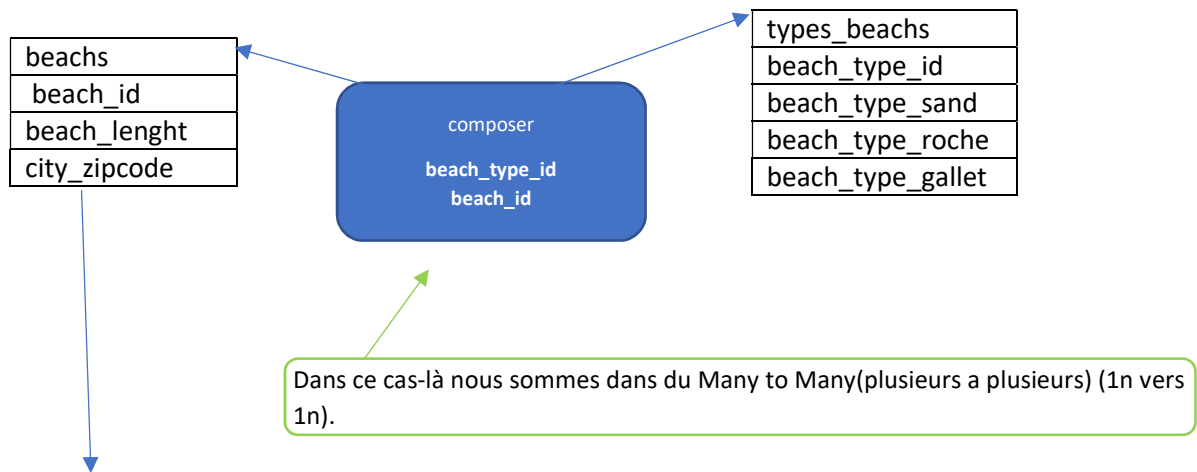 beachs
beach_id
beach_lenght
city_zipcode
composer
beach_type_id
beach_id
types_beachs
beach_type_id
beach_type_sand
beach_type_roche
beach_type_gallet
Dans ce cas-là nous sommes dans du Many to Many(plusieurs a plusieurs) (1n vers
1n).